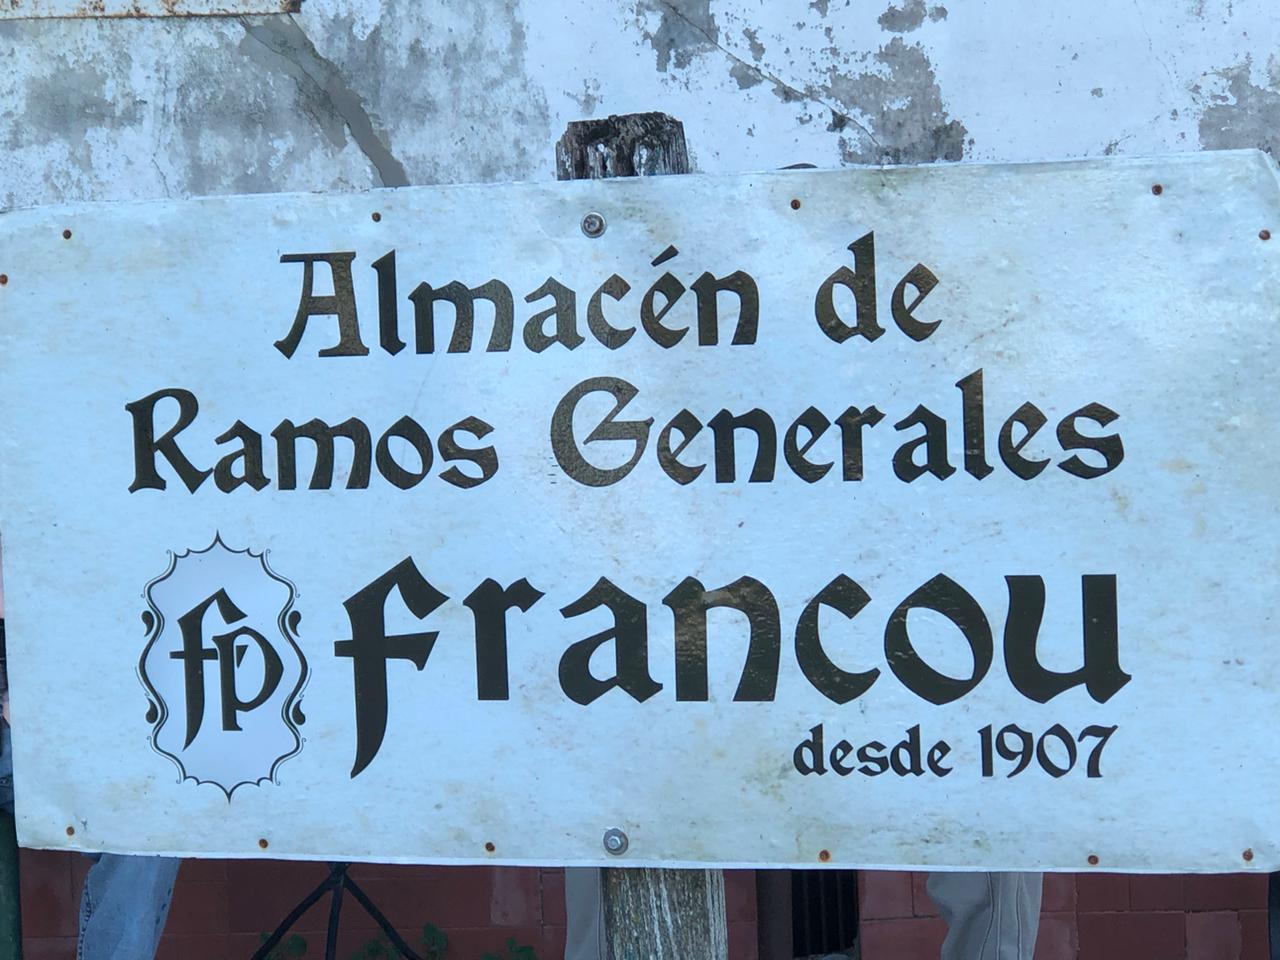 Almacén de
Ramos Generales
fp
francou
desde 1907